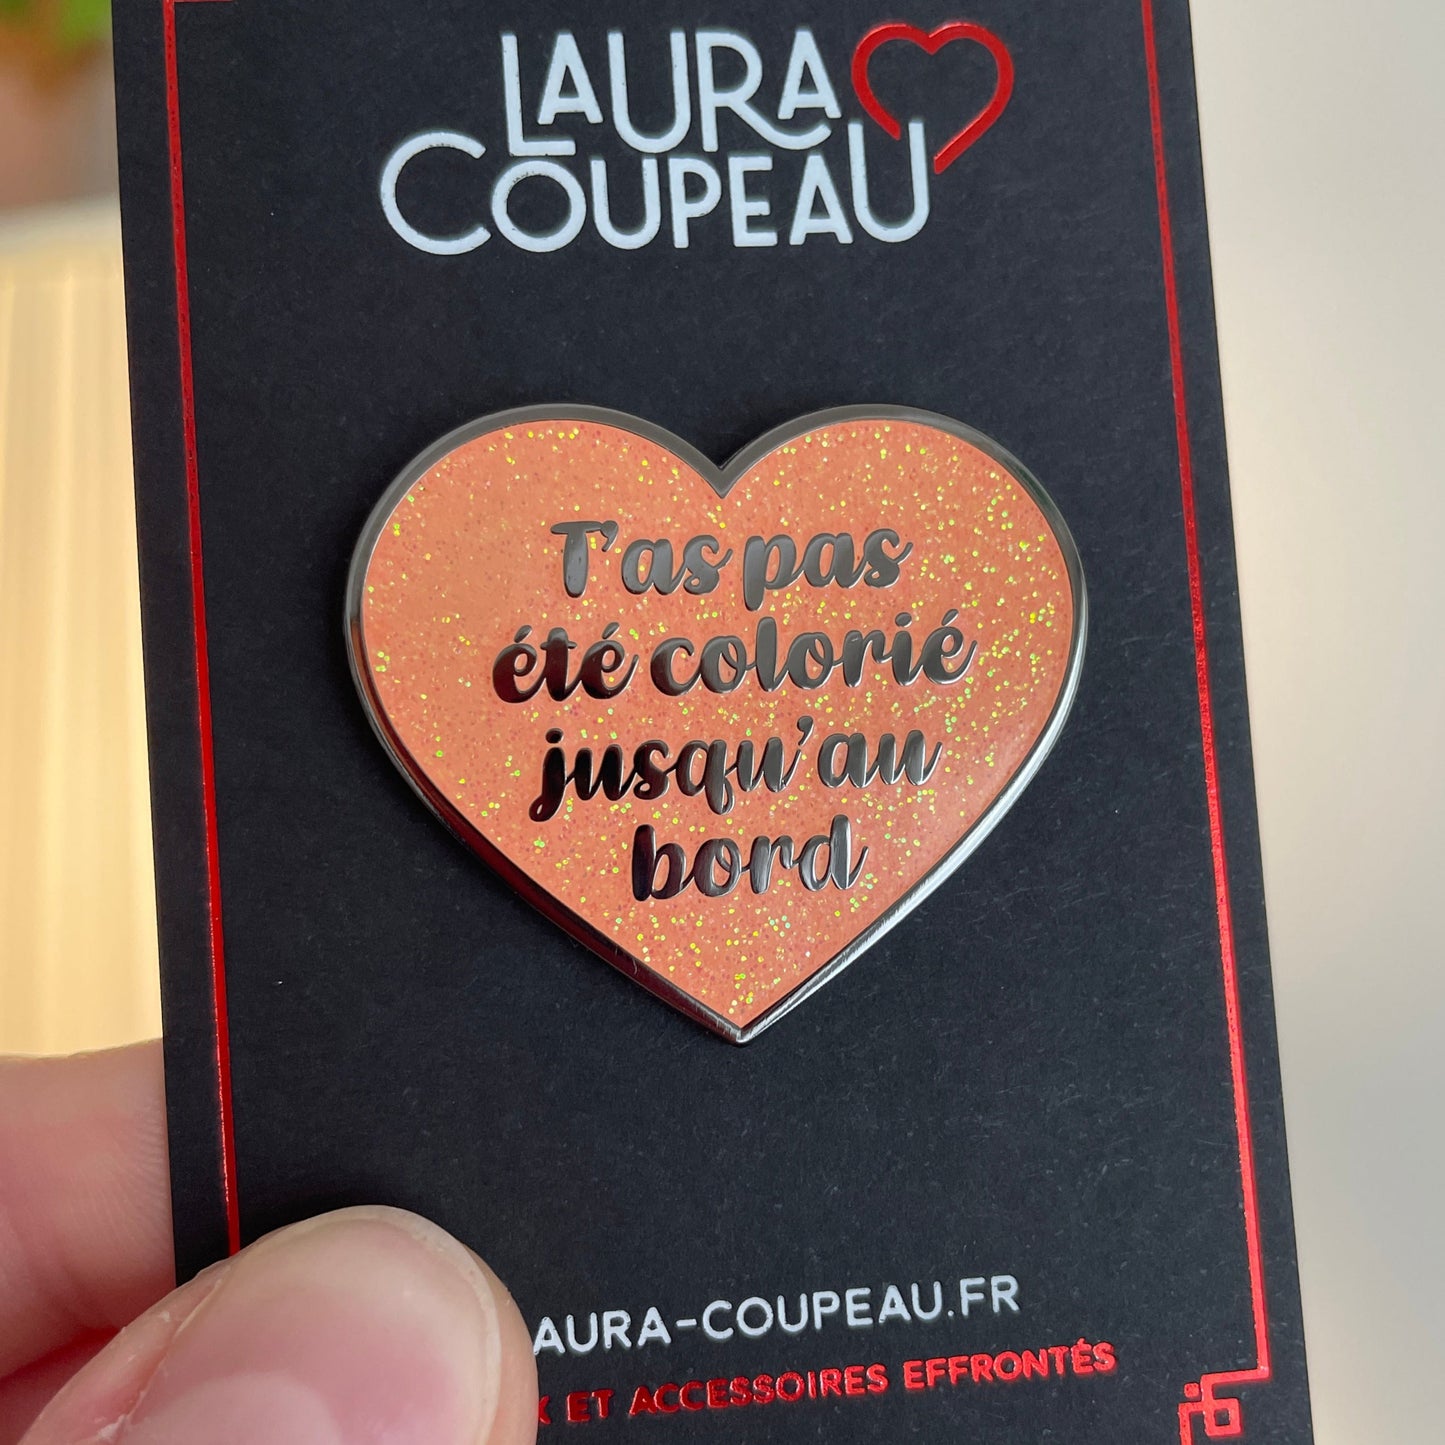 LAURA
COUPEAU
T'as pas
été colorié
jusqu'au
bord
AURA-COUPEAU.FR
X ET ACCESSOIRES EFFRONTÉS